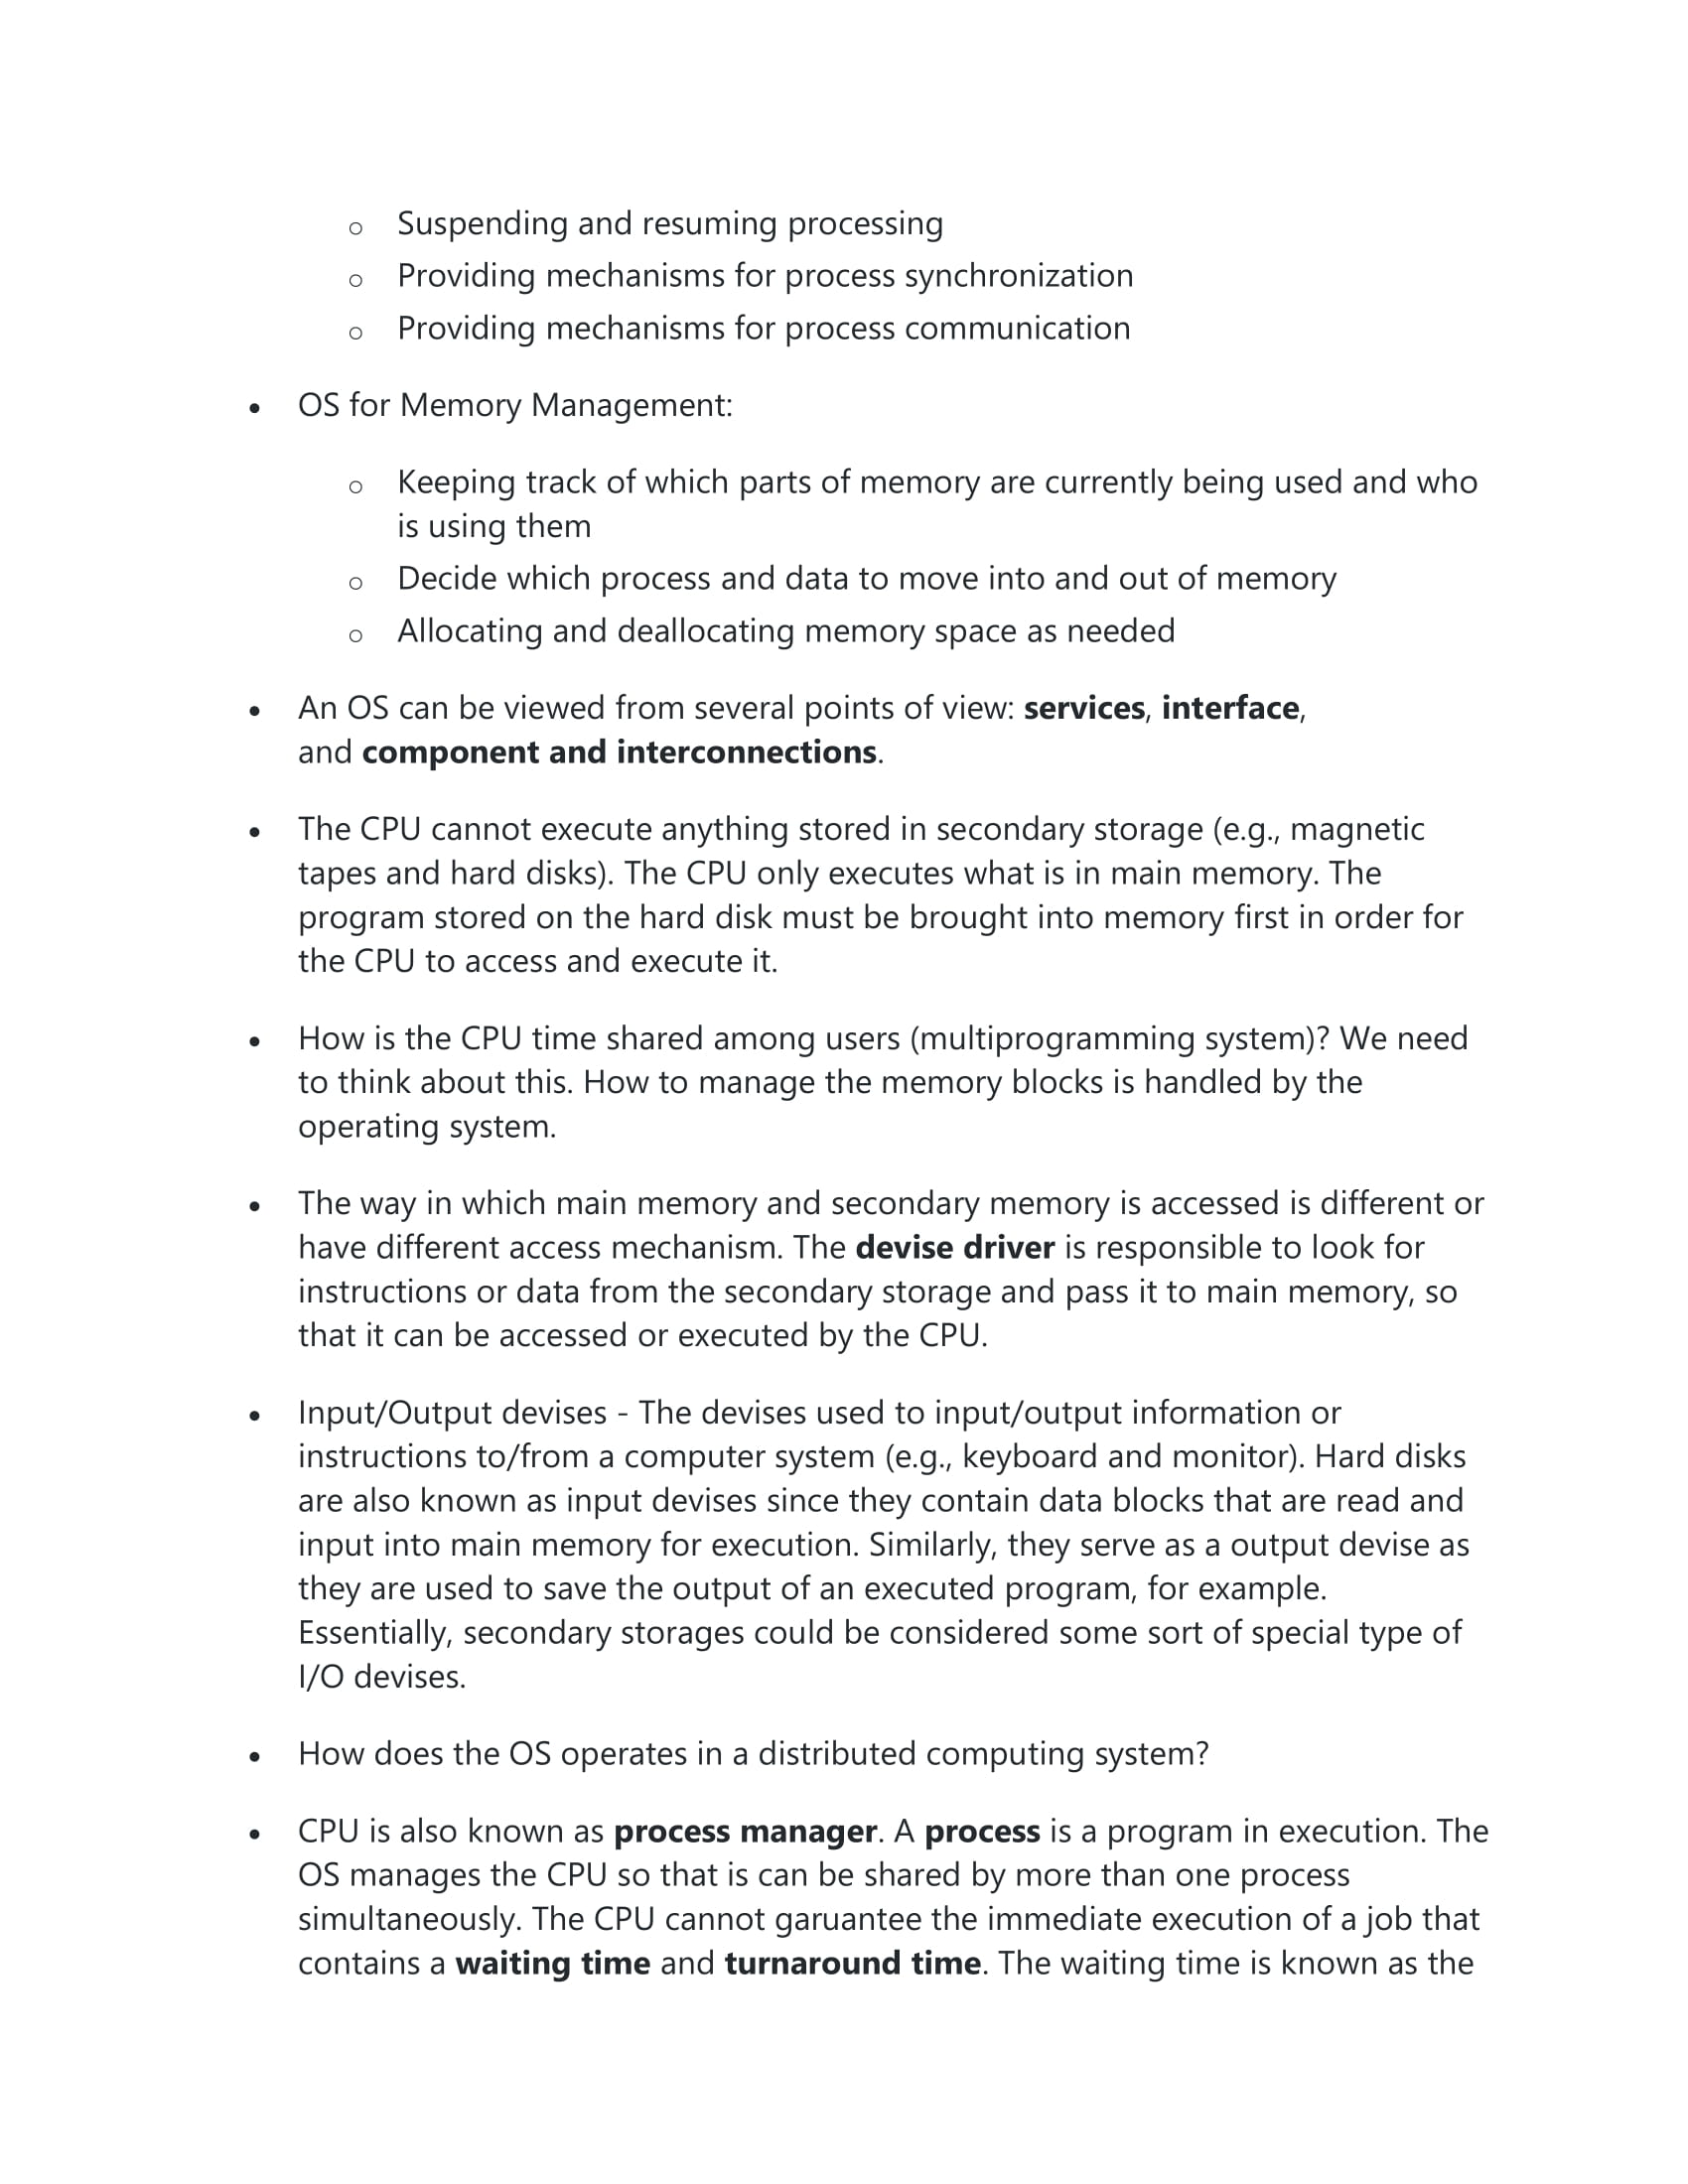 o Suspending and resuming processing
o Providing mechanisms for process synchronization
o Providing mechanisms for process communication
• OS for Memory Management:
o Keeping track of which parts of memory are currently being used and who
is using them
o Decide which process and data to move into and out of memory
o Allocating and deallocating memory space as needed
• An OS can be viewed from several points of view: services, interface,
and component and interconnections.
• The CPU cannot execute anything stored in secondary storage (e.g., magnetic
tapes and hard disks). The CPU only executes what is in main memory. The
program stored on the hard disk must be brought into memory first in order for
the CPU to access and execute it.
• How is the CPU time shared among users (multiprogramming system)? We need
to think about this. How to manage the memory blocks is handled by the
operating system.
• The way in which main memory and secondary memory is accessed is different or
have different access mechanism. The devise driver is responsible to look for
instructions or data from the secondary storage and pass it to main memory, so
that it can be accessed or executed by the CPU.
• Input/Output devises - The devises used to input/output information or
instructions to/from a computer system (e.g., keyboard and monitor). Hard disks
are also known as input devises since they contain data blocks that are read and
input into main memory for execution. Similarly, they serve as a output devise as
they are used to save the output of an executed program, for example.
Essentially, secondary storages could be considered some sort of special type of
I/O devises.
• How does the OS operates in a distributed computing system?
• CPU is also known as process manager. A process is a program in execution. The
OS manages the CPU so that is can be shared by more than one process
simultaneously. The CPU cannot garuantee the immediate execution of a job that
contains a waiting time and turnaround time. The waiting time is known as the